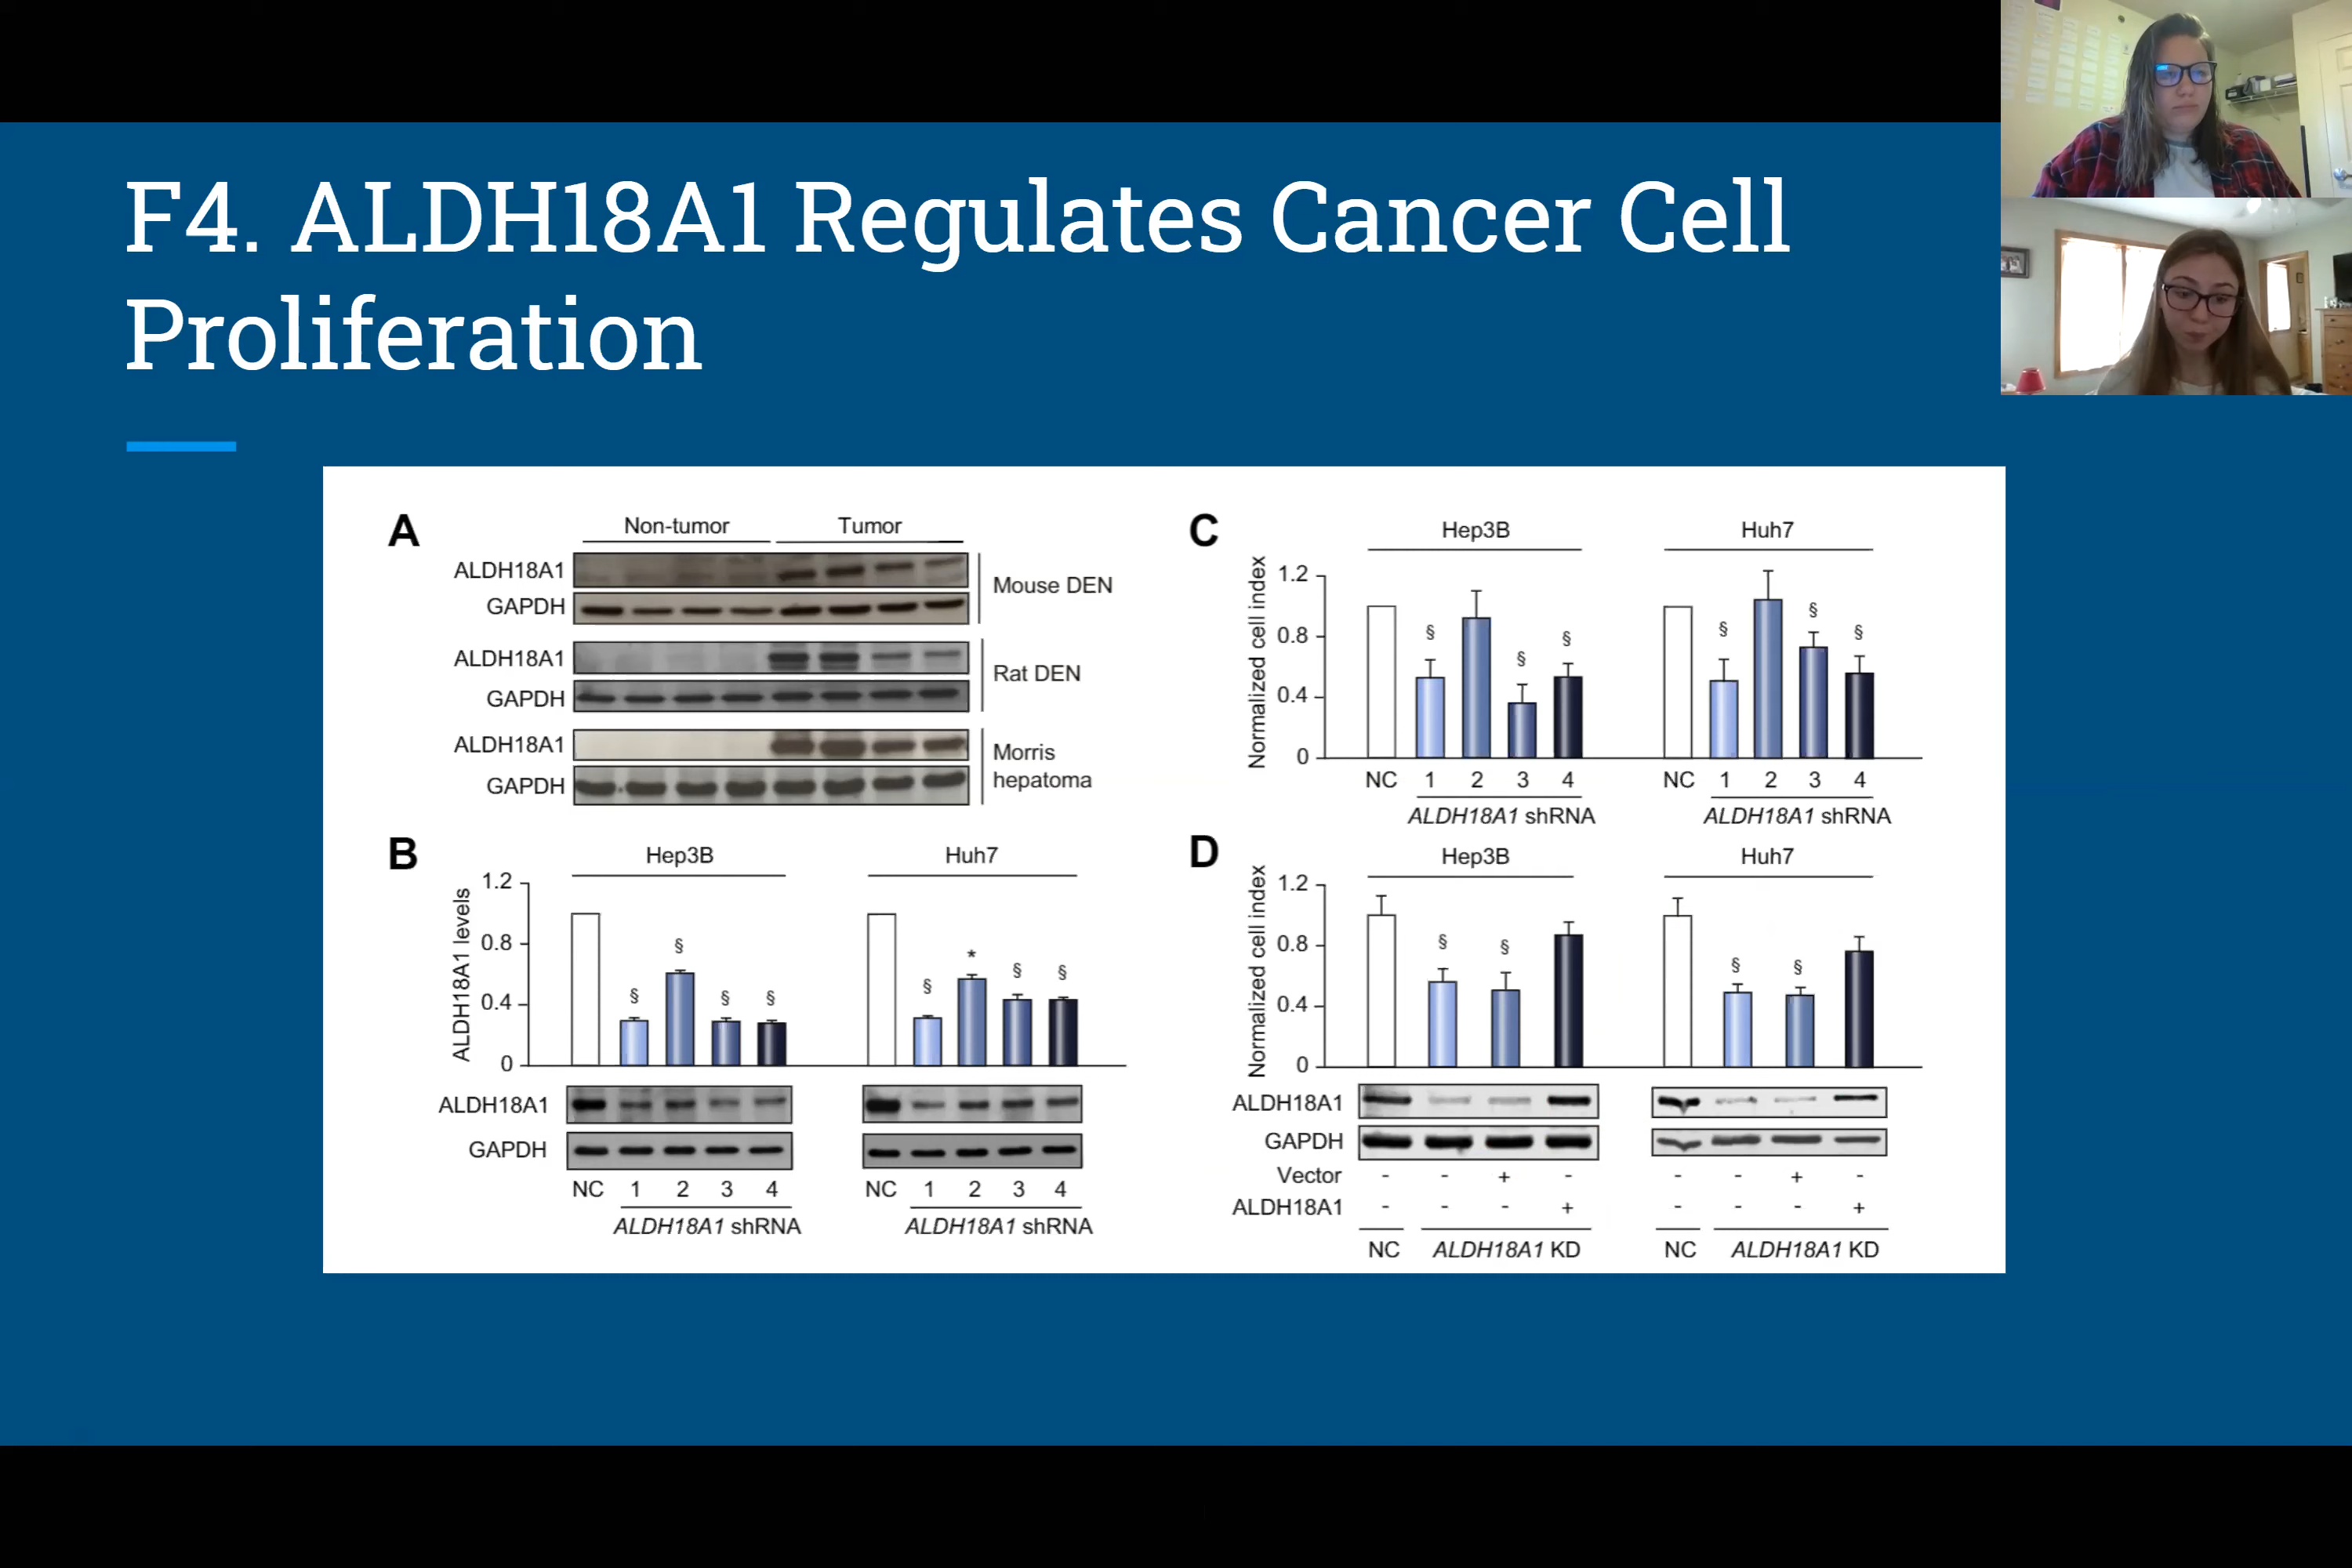 F4. ALDH18A1 Regulates Cancer Cell
Proliferation
A
Non-tumor Tumor
ALDH18A1
GAPDH
Mouse DEN
ALDH18A1
GAPDH
Rat DEN
ALDH18A1
GAPDH
Morris
hepatoma
B
Hep3B Huh7
ALDH18A1 levels
1.2
0.8
0.4
0
§ § § §
§ * § §
ALDH18A1
GAPDH
NC 1 2 3 4 NC 1 2 3 4
ALDH18A1 shRNA ALDH18A1 shRNA
C
Hep3B Huh7
Normalized cell index
1.2
0.8
0.4
0
§ § §
§ § §
NC 1 2 3 4 NC 1 2 3 4
ALDH18A1 shRNA ALDH18A1 shRNA
D
Hep3B Huh7
Normalized cell index
1.2
0.8
0.4
0
§ §
§ §
ALDH18A1
GAPDH
Vector - - + - - - + -
ALDH18A1 - - - + - - - +
NC ALDH18A1 KD NC ALDH18A1 KD